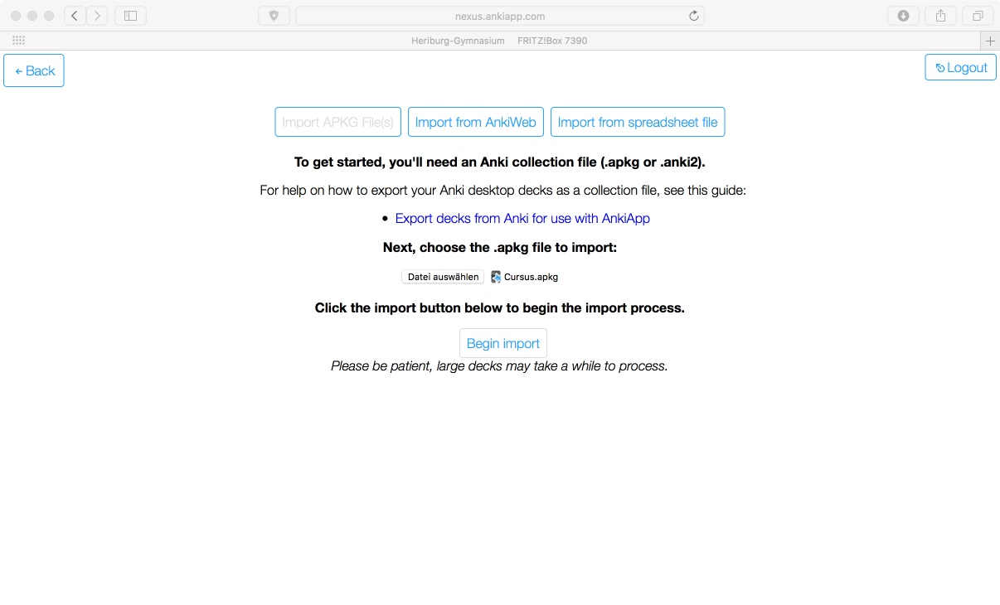 nexus.ankiapp.com
Heriburg-Gymnasium FRITZ!Box 7390
Back
Logout
Import APKG File(s) Import from AnkiWeb Import from spreadsheet file
To get started, you'll need an Anki collection file (.apkg or .anki2).
For help on how to export your Anki desktop decks as a collection file, see this guide:
• Export decks from Anki for use with AnkiApp
Next, choose the .apkg file to import:
Datei auswählen Cursus.apkg
Click the import button below to begin the import process.
Begin import
Please be patient, large decks may take a while to process.